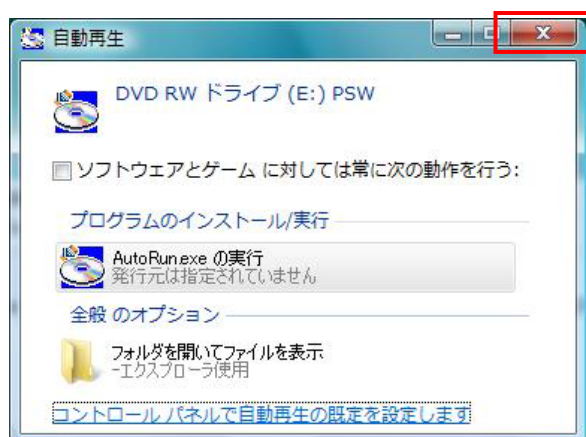 自動再生
DVD RW ドライブ (E:) PSW
ソフトウェアとゲーム に対しては常に次の動作を行う:
プログラムのインストール/実行
AutoRun.exe の実行
発行元は指定されていません
全般 のオプション
フォルダを開いてファイルを表示
-エクスプローラ使用
コントロール パネルで自動再生の既定を設定します